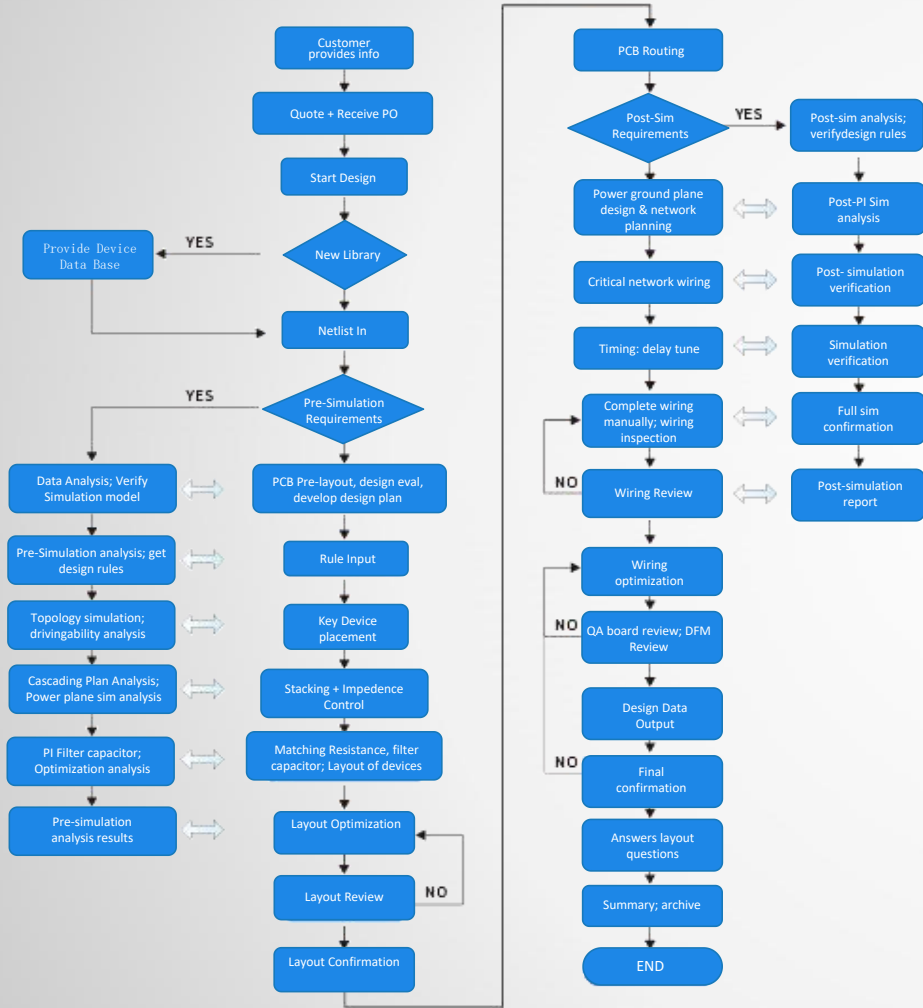 Customer
provides info
Quote + Receive PO
Start Design
New Library
YES
Provide Device
Data Base
Netlist In
Pre-Simulation
Requirements
YES
Data Analysis; Verify
Simulation model
Pre-Simulation analysis; get
design rules
Topology simulation;
drivingability analysis
Cascading Plan Analysis;
Power plane sim analysis
PI Filter capacitor;
Optimization analysis
Pre-simulation
analysis results
PCB Pre-layout, design eval,
develop design plan
Rule Input
Key Device
placement
Stacking + Impedence
Control
Matching Resistance, filter
capacitor; Layout of devices
Layout Optimization
Layout Review
NO
Layout Confirmation
PCB Routing
Post-Sim
Requirements
YES
Post-sim analysis;
verifydesign rules
Power ground plane
design & network
planning
Post-PI Sim
analysis
Critical network wiring
Post- simulation
verification
Timing: delay tune
Simulation
verification
Complete wiring
manually; wiring
inspection
Full sim
confirmation
NO
Wiring Review
Post-simulation
report
Wiring
optimization
NO
QA board review; DFM
Review
Design Data
Output
NO
Final
confirmation
Answers layout
questions
Summary; archive
END